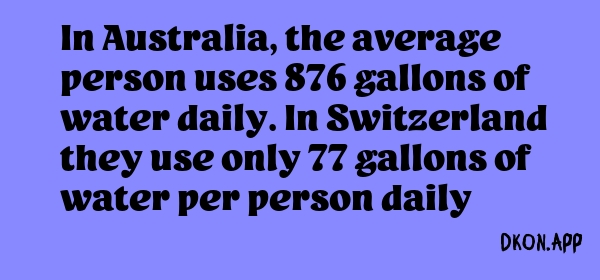 In Australia, the average
person uses 876 gallons of
water daily. In Switzerland
they use only 77 gallons of
water per person daily
DKON.APP